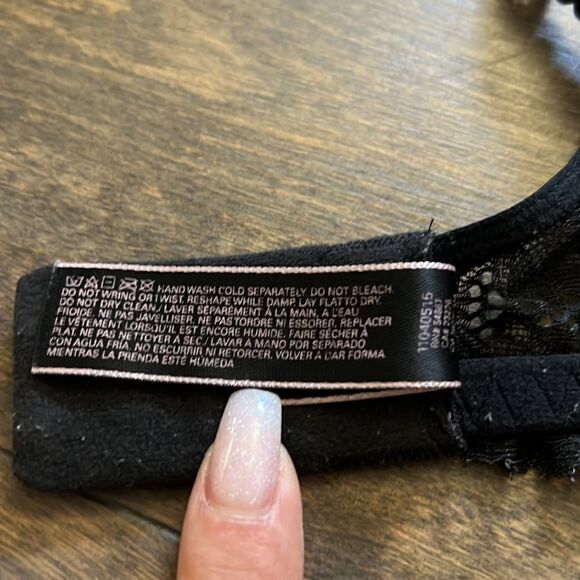 HAND WASH COLD SEPARATELY. DO NOT BLEACH.
DO NOT WRING OR TWIST. RESHAPE WHILE DAMP. LAY FLAT TO DRY.
DO NOT DRY CLEAN./ LAVER SEPARÉMENT À LA MAIN, À L'EAU
FROIDE. NE PAS JAVELLISER. NE PAS TORDRE NI ESSORER. REPLACER
LE VÊTEMENT LORSQU'IL EST ENCORE HUMIDE. FAIRE SÉCHER À
PLAT. NE PAS NETTOYER À SEC./ LAVAR A MANO POR SEPARADO
CON AGUA FRÍA. NO ESCURRIR NI RETORCER. VOLVER A DAR FORMA
MIENTRAS LA PRENDA ESTÉ HUMEDA
11040515